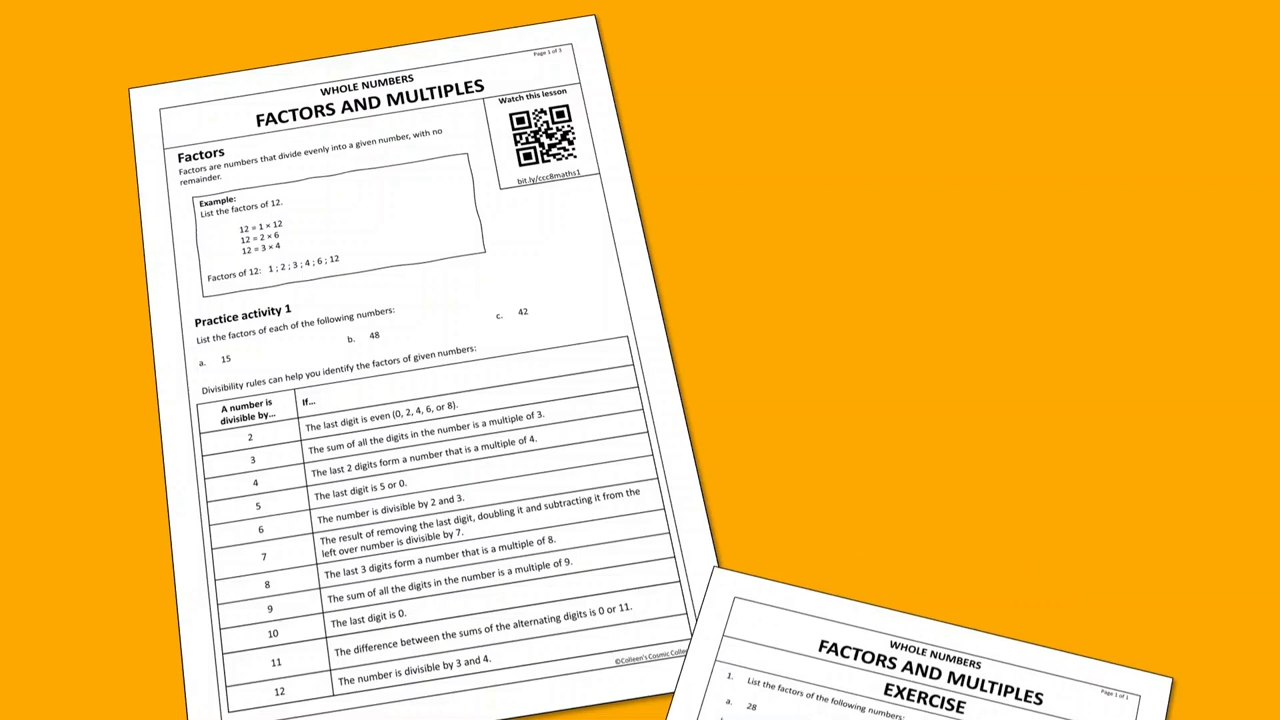 Page 1 of 3
WHOLE NUMBERS
FACTORS AND MULTIPLES
Watch this lesson
bit.ly/ccc8maths1
Factors
Factors are numbers that divide evenly into a given number, with no
remainder.
Example:
List the factors of 12.
12 = 1 × 12
12 = 2 × 6
12 = 3 × 4
Factors of 12: 1 ; 2 ; 3 ; 4 ; 6 ; 12
Practice activity 1
List the factors of each of the following numbers:
a. 15 b. 48 c. 42
Divisibility rules can help you identify the factors of given numbers:
A number is
divisible by... If...
2 The last digit is even (0, 2, 4, 6, or 8).
3 The sum of all the digits in the number is a multiple of 3.
4 The last 2 digits form a number that is a multiple of 4.
5 The last digit is 5 or 0.
6 The number is divisible by 2 and 3.
7 The result of removing the last digit, doubling it and subtracting it from the
left over number is divisible by 7.
8 The last 3 digits form a number that is a multiple of 8.
9 The sum of all the digits in the number is a multiple of 9.
10 The last digit is 0.
11 The difference between the sums of the alternating digits is 0 or 11.
12 The number is divisible by 3 and 4.
©Colleen's Cosmic
WHOLE NUMBERS
FACTORS AND MULTIPLES
EXERCISE
Page 1 of 1
1. List the factors of the following numbers:
a. 28